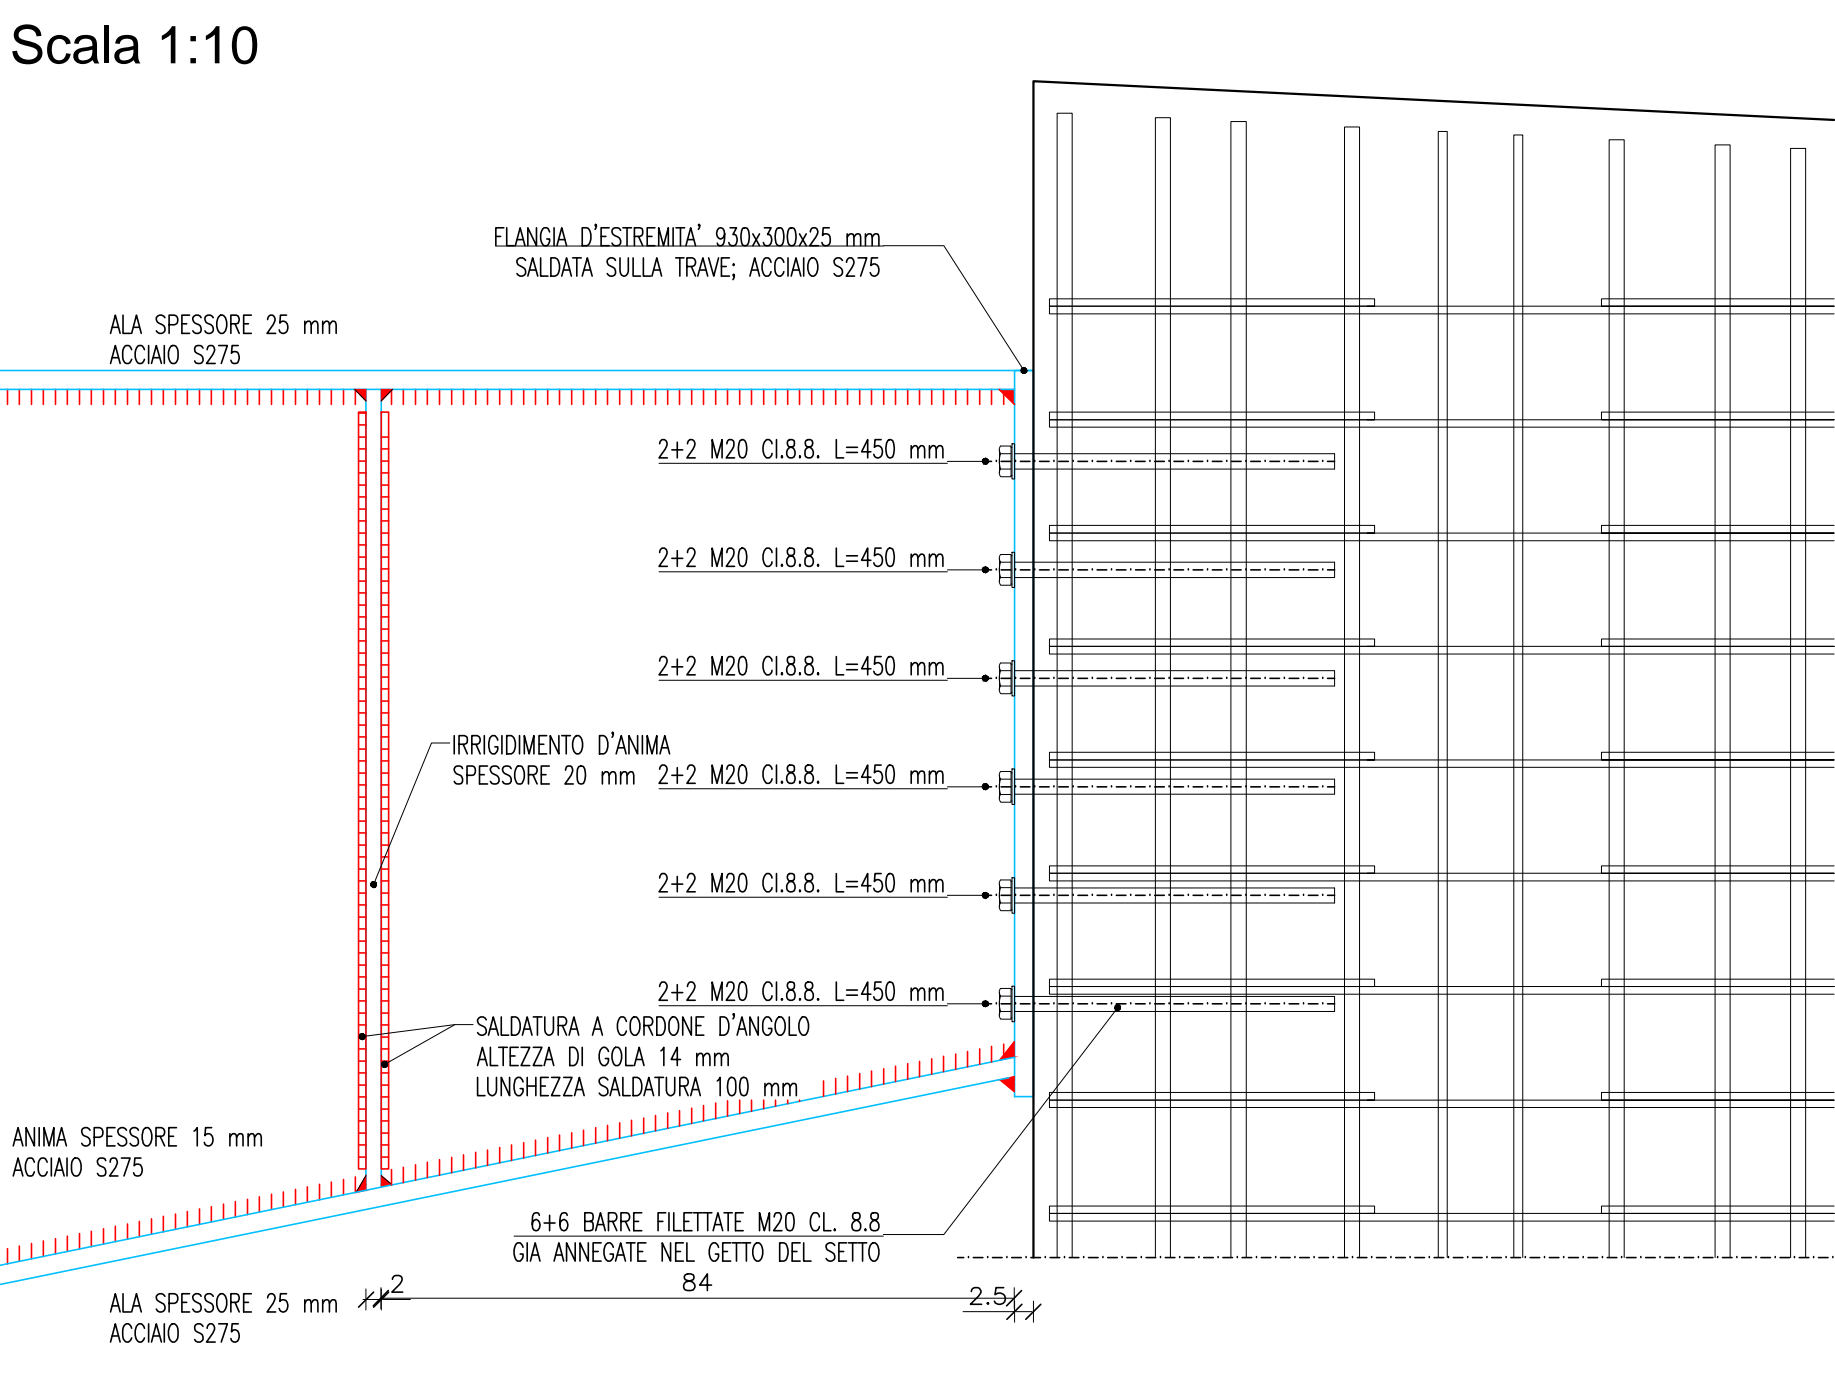 Scala 1:10
FLANGIA D'ESTREMITA' 930x300x25 mm
SALDATA SULLA TRAVE; ACCIAIO S275
ALA SPESSORE 25 mm
ACCIAIO S275
2+2 M20 Cl.8.8. L=450 mm
2+2 M20 Cl.8.8. L=450 mm
2+2 M20 Cl.8.8. L=450 mm
IRRIGIDIMENTO D'ANIMA
SPESSORE 20 mm
2+2 M20 Cl.8.8. L=450 mm
2+2 M20 Cl.8.8. L=450 mm
2+2 M20 Cl.8.8. L=450 mm
SALDATURA A CORDONE D'ANGOLO
ALTEZZA DI GOLA 14 mm
LUNGHEZZA SALDATURA 100 mm
ANIMA SPESSORE 15 mm
ACCIAIO S275
6+6 BARRE FILETTATE M20 CL. 8.8
GIA ANNEGATE NEL GETTO DEL SETTO
2
84
2.5
ALA SPESSORE 25 mm
ACCIAIO S275